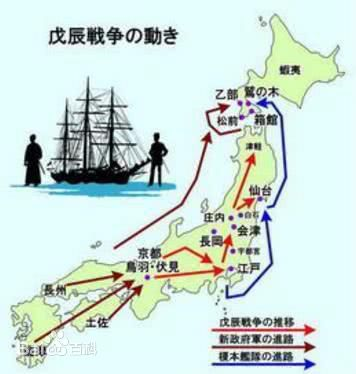 戊辰戦争の動き
蝦夷
乙部
鷲の木
松前
箱館
津軽
仙台
庄内
白石
会津
長岡
宇都宮
京都
鳥羽・伏見
江戸
長州
土佐
戊辰戦争の推移
新政府軍の進路
榎本艦隊の進路
Bai
百科